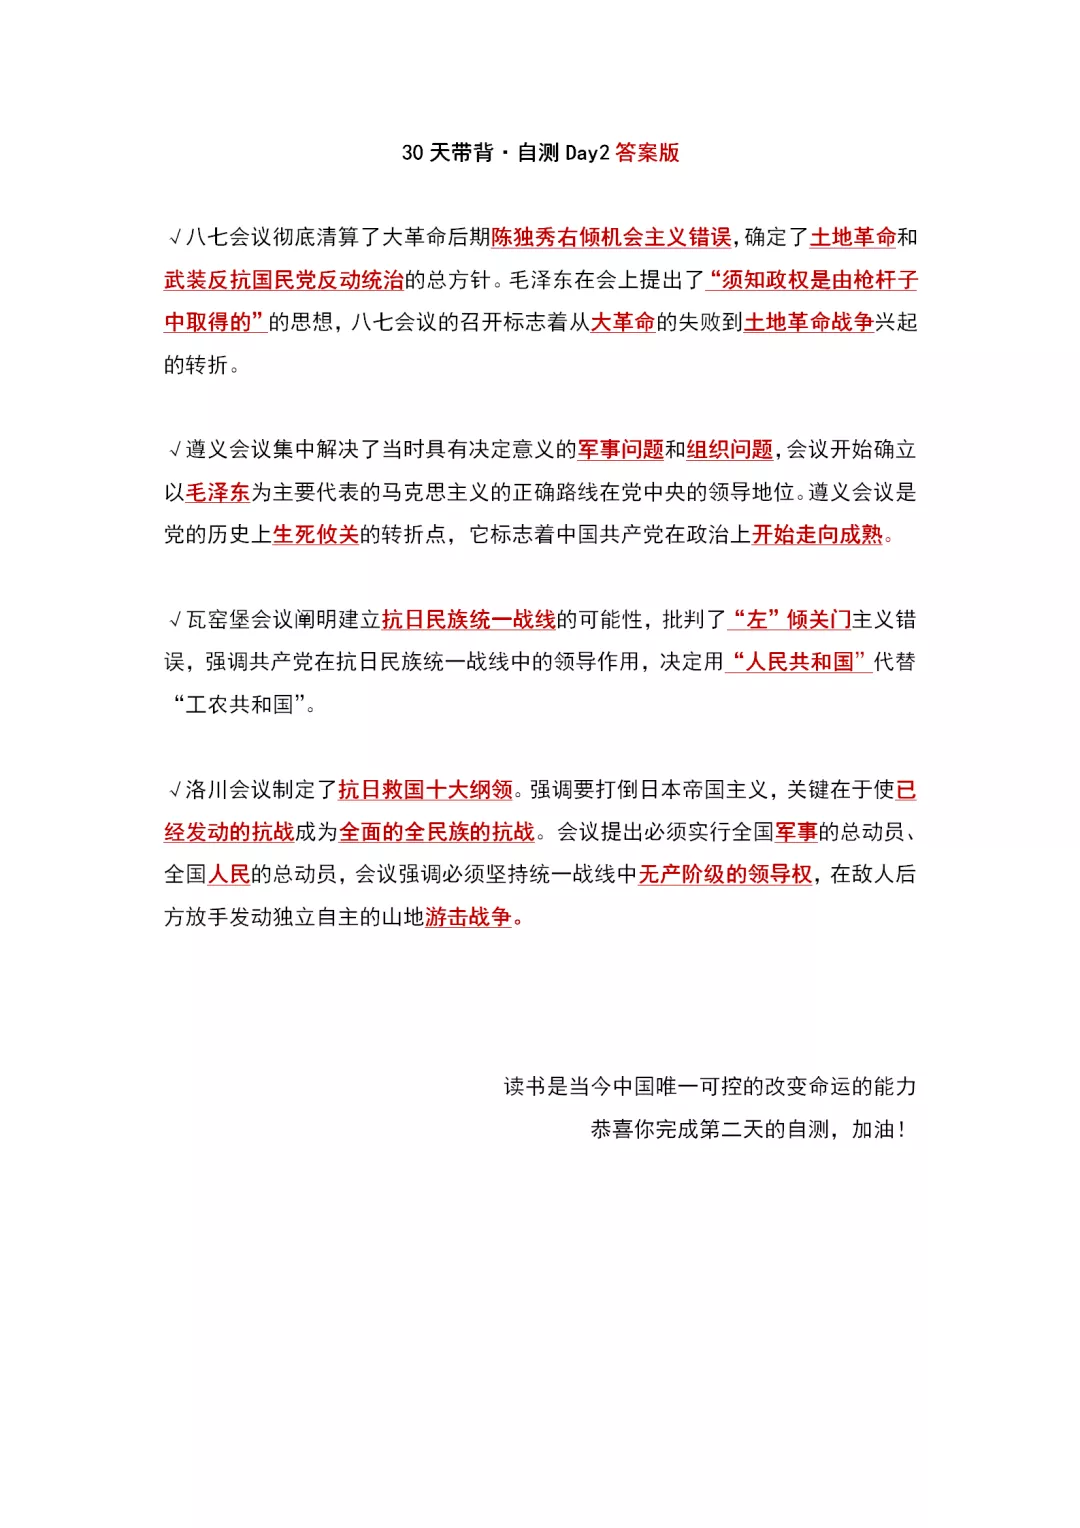 30 天带背·自测 Day2 答案版
√八七会议彻底清算了大革命后期陈独秀右倾机会主义错误，确定了土地革命和
武装反抗国民党反动统治的总方针。毛泽东在会上提出了“须知政权是由枪杆子
中取得的”的思想，八七会议的召开标志着从大革命的失败到土地革命战争兴起
的转折。
√遵义会议集中解决了当时具有决定意义的军事问题和组织问题，会议开始确立
以毛泽东为主要代表的马克思主义的正确路线在党中央的领导地位。遵义会议是
党的历史上生死攸关的转折点，它标志着中国共产党在政治上开始走向成熟。
√瓦窑堡会议阐明建立抗日民族统一战线的可能性，批判了“左”倾关门主义错
误，强调共产党在抗日民族统一战线中的领导作用，决定用“人民共和国”代替
“工农共和国”。
√洛川会议制定了抗日救国十大纲领。强调要打倒日本帝国主义，关键在于使已
经发动的抗战成为全面的全民族的抗战。会议提出必须实行全国军事的总动员、
全国人民的总动员，会议强调必须坚持统一战线中无产阶级的领导权，在敌人后
方放手发动独立自主的山地游击战争。
读书是当今中国唯一可控的改变命运的能力
恭喜你完成第二天的自测，加油！